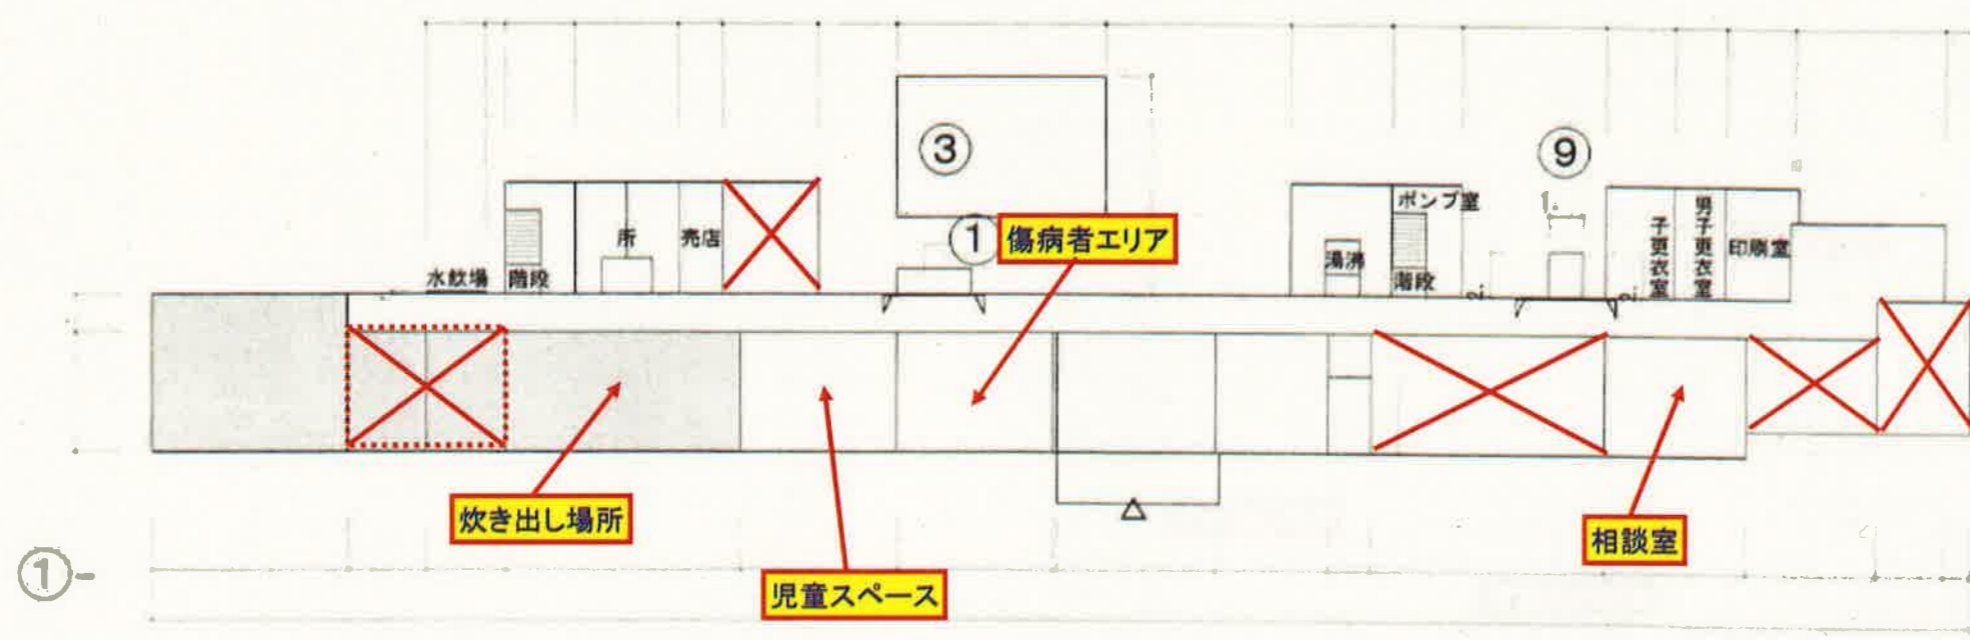 ③
⑨
1.
ポンプ室
男子更衣室
子更衣室
所
売店
①
傷病者エリア
印刷室
湯沸
水飲場
階段
階段
炊き出し場所
相談室
児童スペース
①-